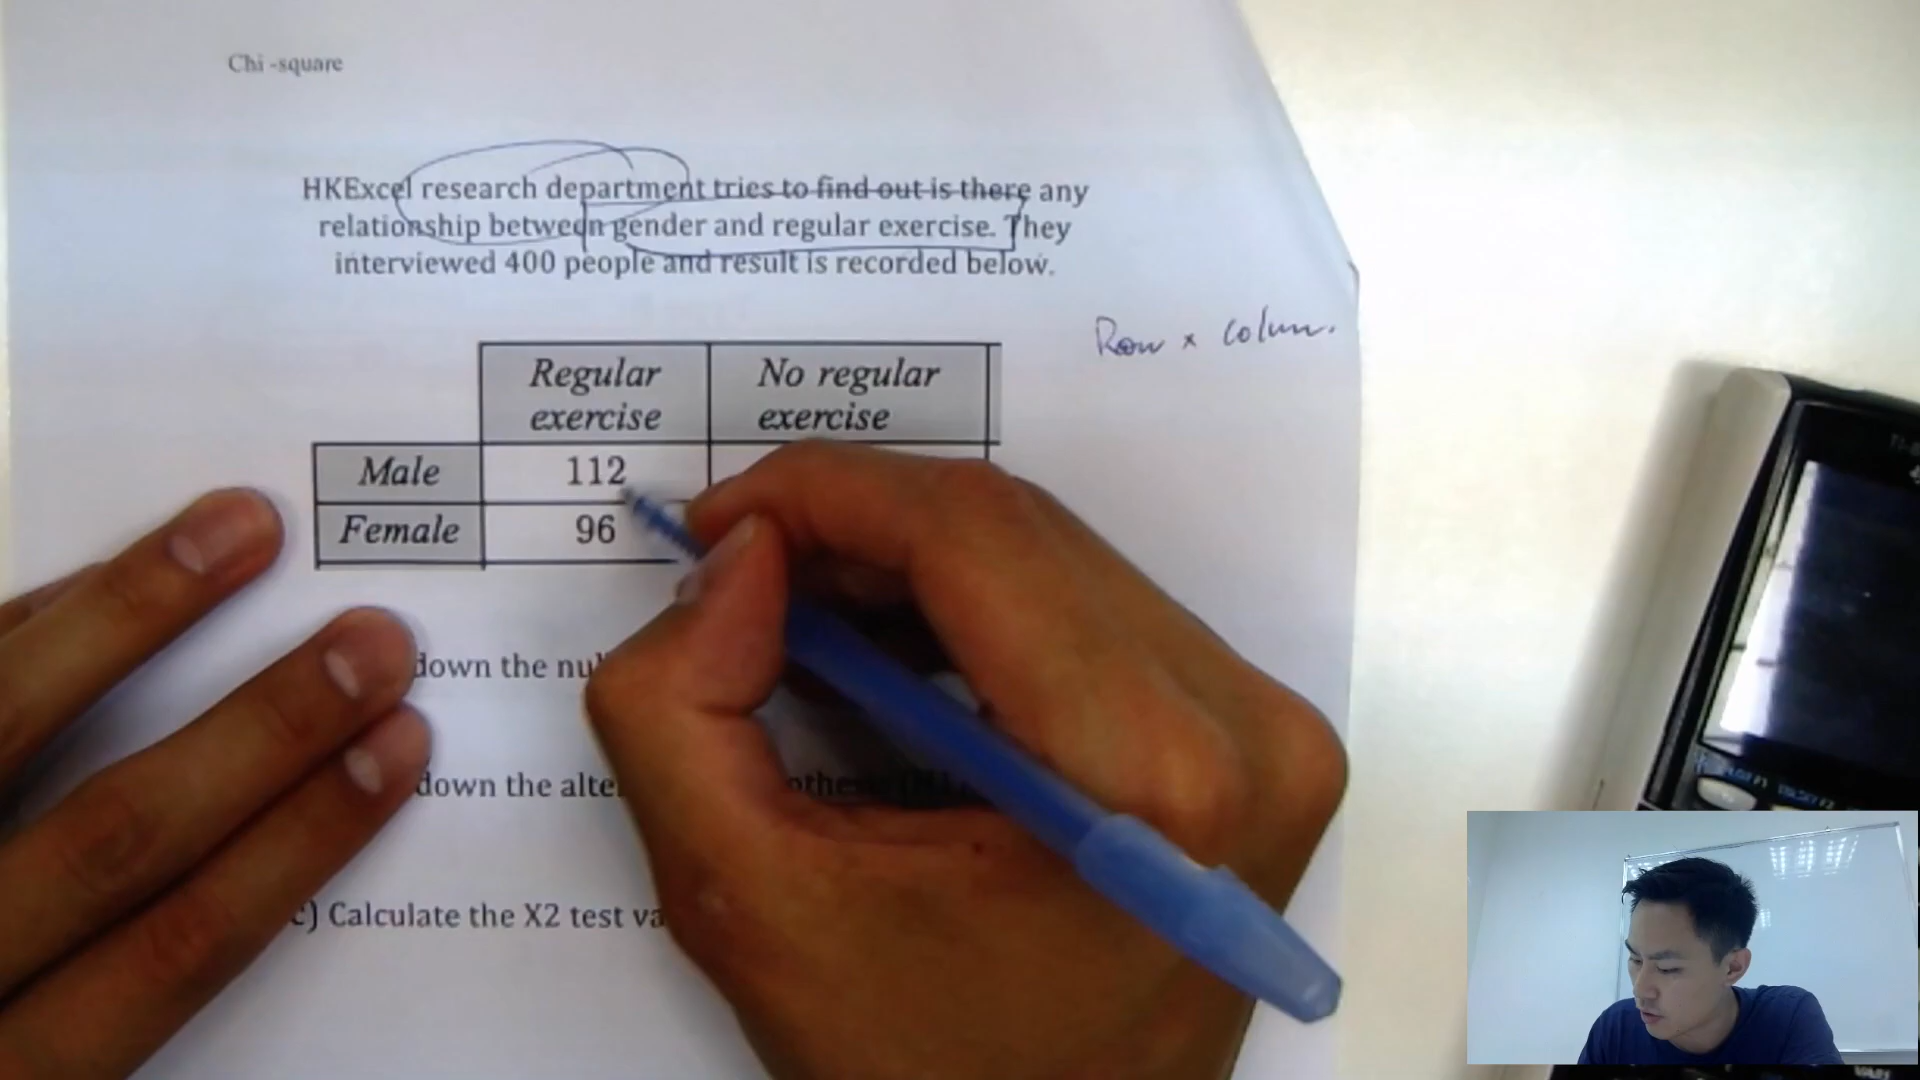 Chi -square
HKExcel research department tries to find out is there any
relationship between gender and regular exercise. They
interviewed 400 people and result is recorded below.
Row × Colum.
Regular exercise
No regular exercise
Male 112
Female 96
down the nul
down the alte othesis
c) Calculate the X2 test va